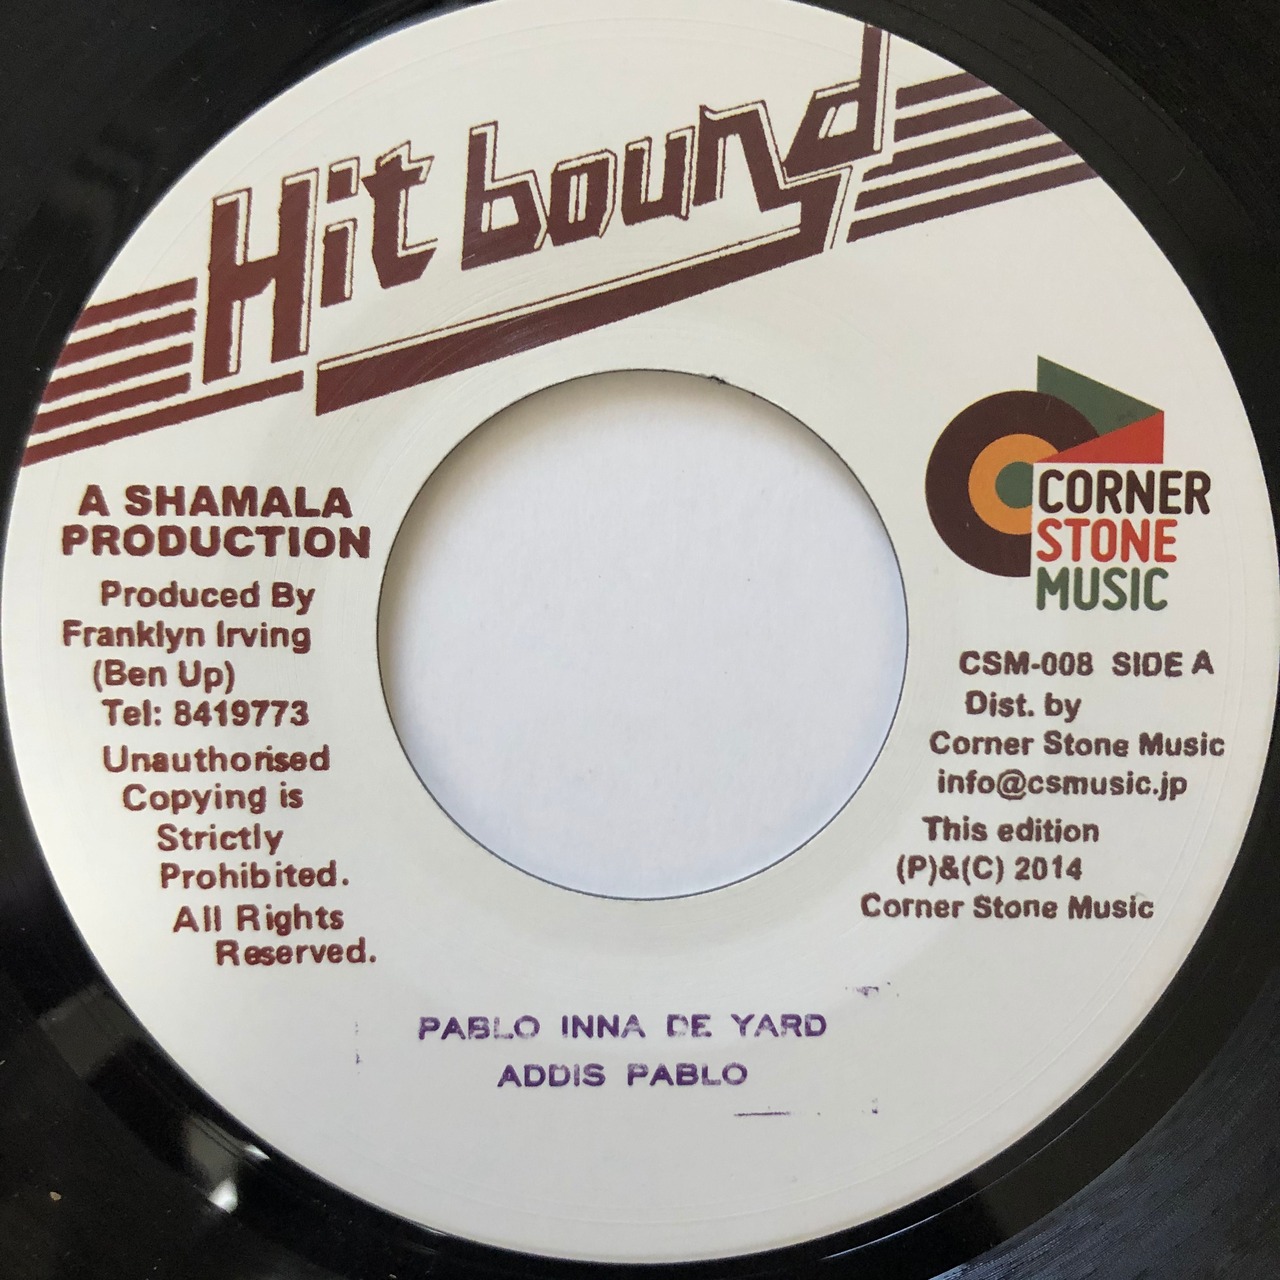 Hit bound
A SHAMALA
PRODUCTION
Produced By
Franklyn Irving
(Ben Up)
Tel: 8419773
Unauthorised
Copying is
Strictly
Prohibited.
All Rights
Reserved.
CORNER
STONE
MUSIC
CSM-008 SIDE A
Dist. by
Corner Stone Music
info@csmusic.jp
This edition
(P)&(C) 2014
Corner Stone Music
PABLO INNA DE YARD
ADDIS PABLO